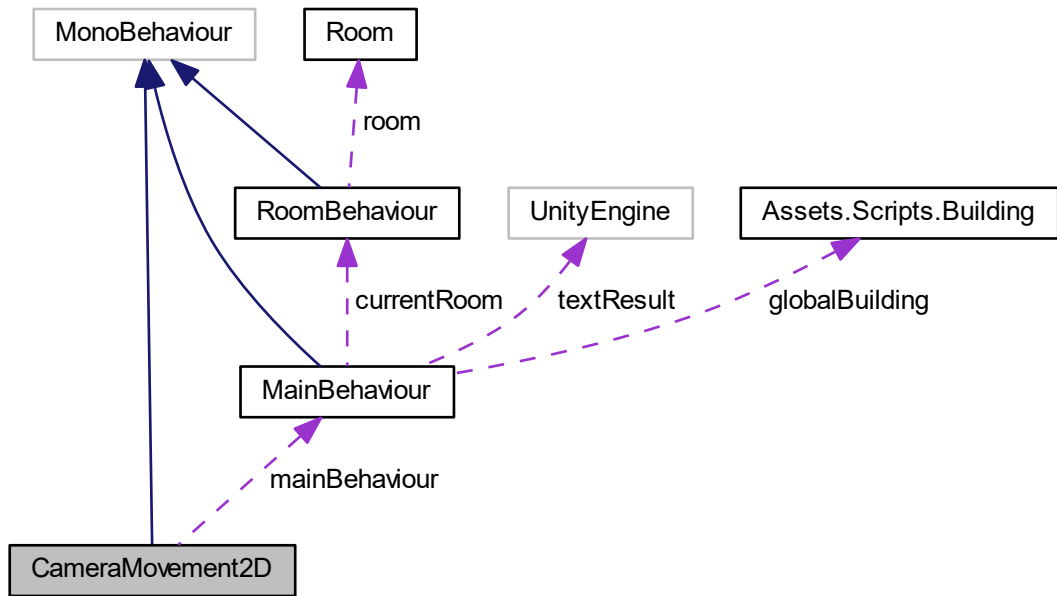 MonoBehaviour
Room
room
RoomBehaviour
UnityEngine
Assets.Scripts.Building
currentRoom
textResult
globalBuilding
MainBehaviour
mainBehaviour
CameraMovement2D